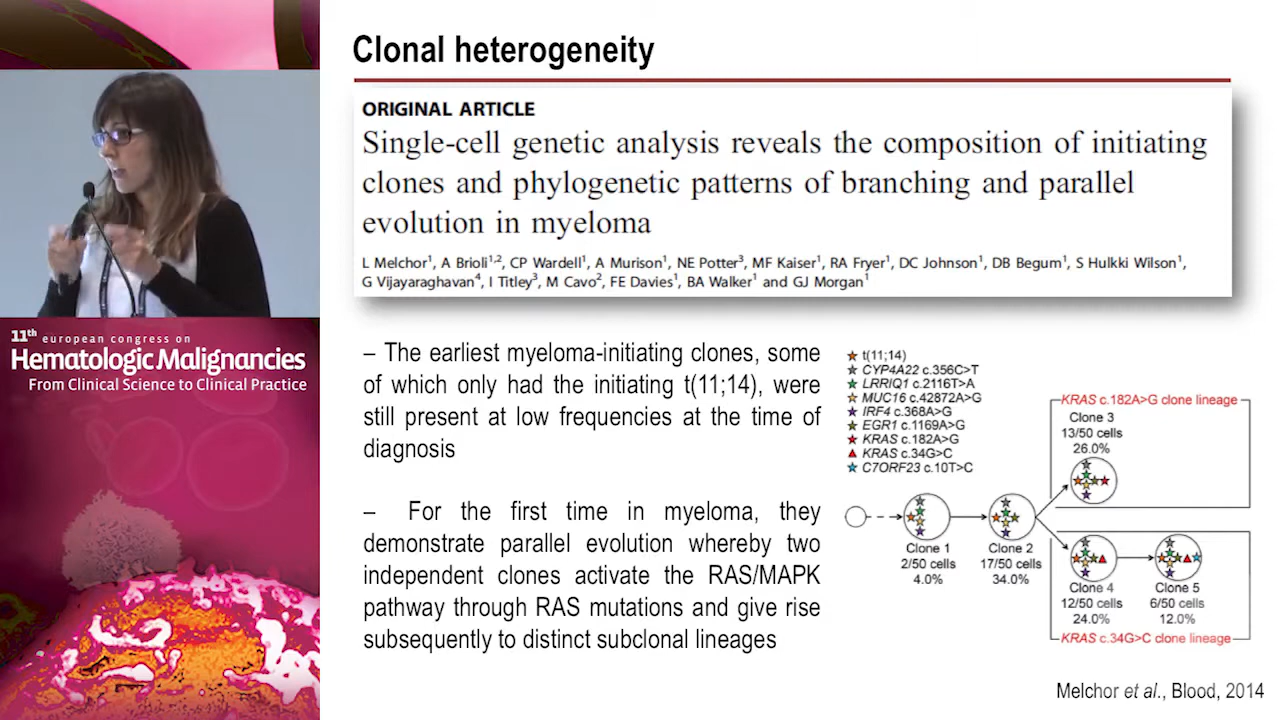 Clonal heterogeneity
ORIGINAL ARTICLE
Single-cell genetic analysis reveals the composition of initiating
clones and phylogenetic patterns of branching and parallel
evolution in myeloma
L Melchor¹, A Brioli¹,², CP Wardell¹, A Murison¹, NE Potter³, MF Kaiser¹, RA Fryer¹, DC Johnson¹, DB Begum¹, S Hulkki Wilson¹,
G Vijayaraghavan⁴, I Titley³, M Cavo², FE Davies¹, BA Walker¹ and GJ Morgan¹
11th european congress on
Hematologic Malignancies
From Clinical Science to Clinical Practice
– The earliest myeloma-initiating clones, some
of which only had the initiating t(11;14), were
still present at low frequencies at the time of
diagnosis
– For the first time in myeloma, they
demonstrate parallel evolution whereby two
independent clones activate the RAS/MAPK
pathway through RAS mutations and give rise
subsequently to distinct subclonal lineages
t(11;14)
CYP4A22 c.356C>T
LRRIQ1 c.2116T>A
MUC16 c.42872A>G
IRF4 c.368A>G
EGR1 c.1169A>G
KRAS c.182A>G
KRAS c.34G>C
C7ORF23 c.10T>C
KRAS c.182A>G clone lineage
Clone 3
13/50 cells
26.0%
Clone 1
2/50 cells
4.0%
Clone 2
17/50 cells
34.0%
Clone 4
12/50 cells
24.0%
Clone 5
6/50 cells
12.0%
KRAS c.34G>C clone lineage
Melchor et al., Blood, 2014